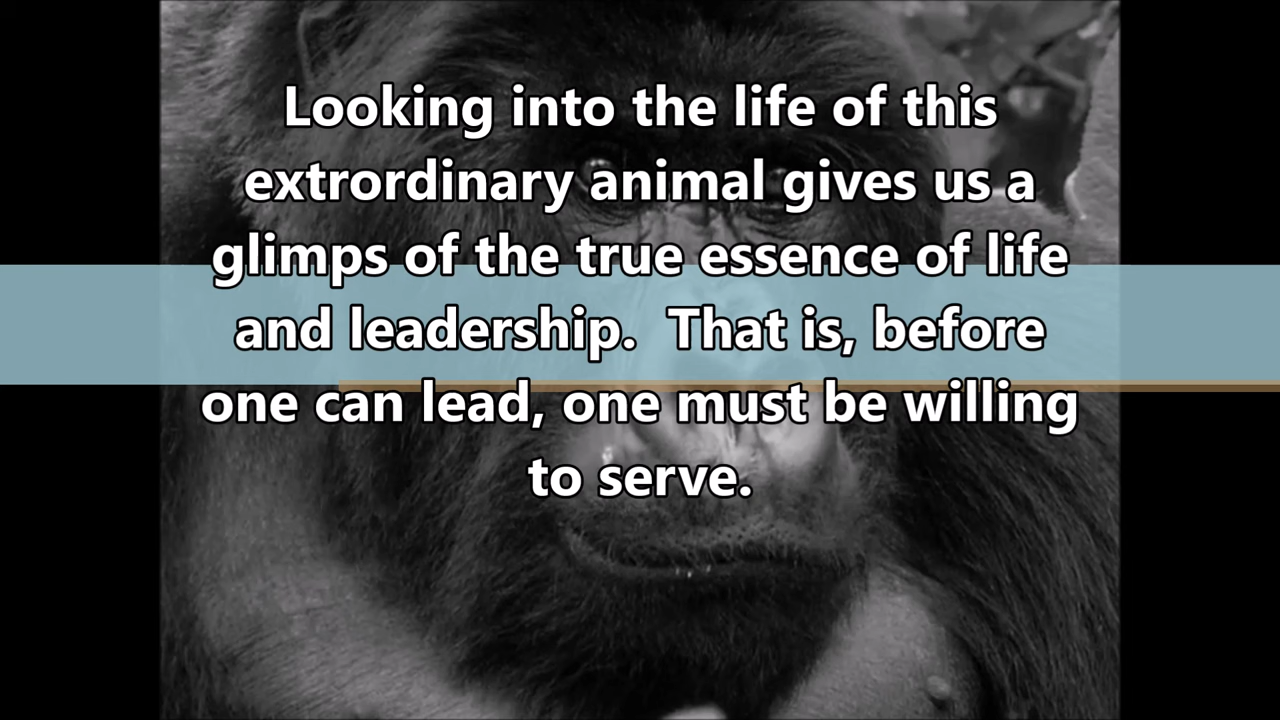 Looking into the life of this
extrordinary animal gives us a
glimps of the true essence of life
and leadership.  That is, before
one can lead, one must be willing
to serve.